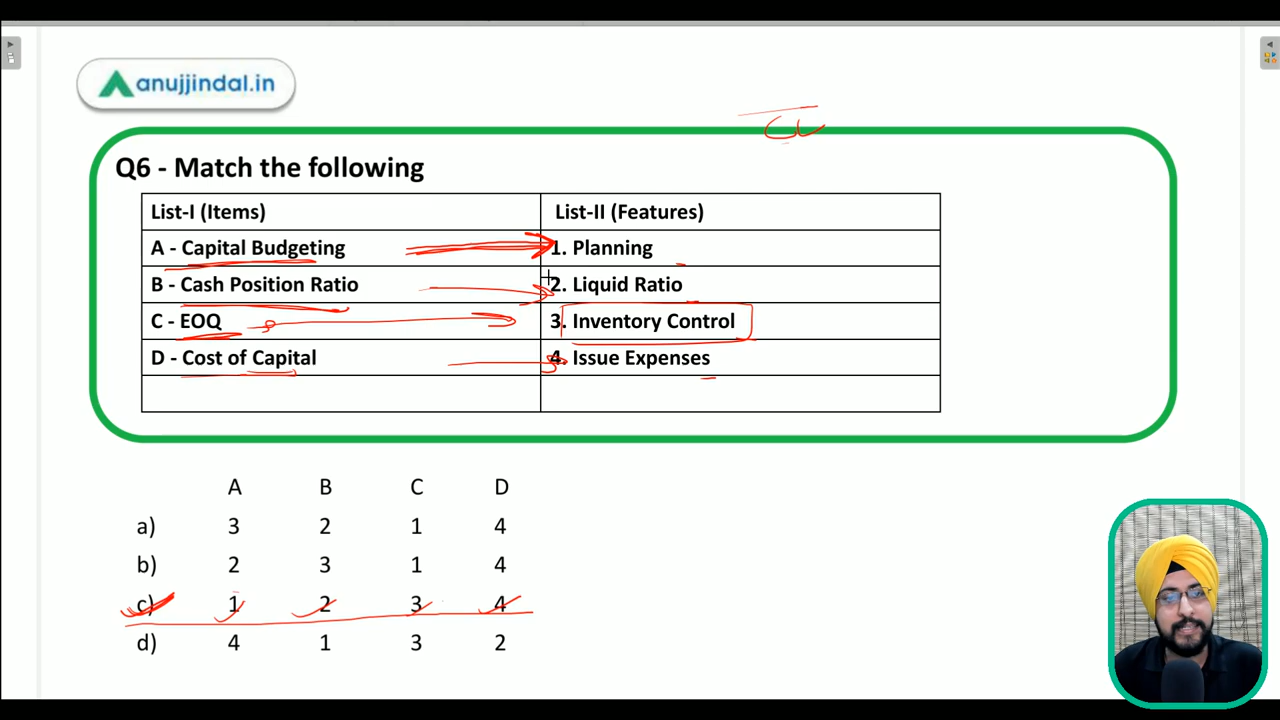 anujjindal.in
Q6 - Match the following
List-I (Items) List-II (Features)
A - Capital Budgeting 1. Planning
B - Cash Position Ratio 2. Liquid Ratio
C - EOQ 3. Inventory Control
D - Cost of Capital 4. Issue Expenses
A B C D
a) 3 2 1 4
b) 2 3 1 4
c) 1 2 3 4
d) 4 1 3 2